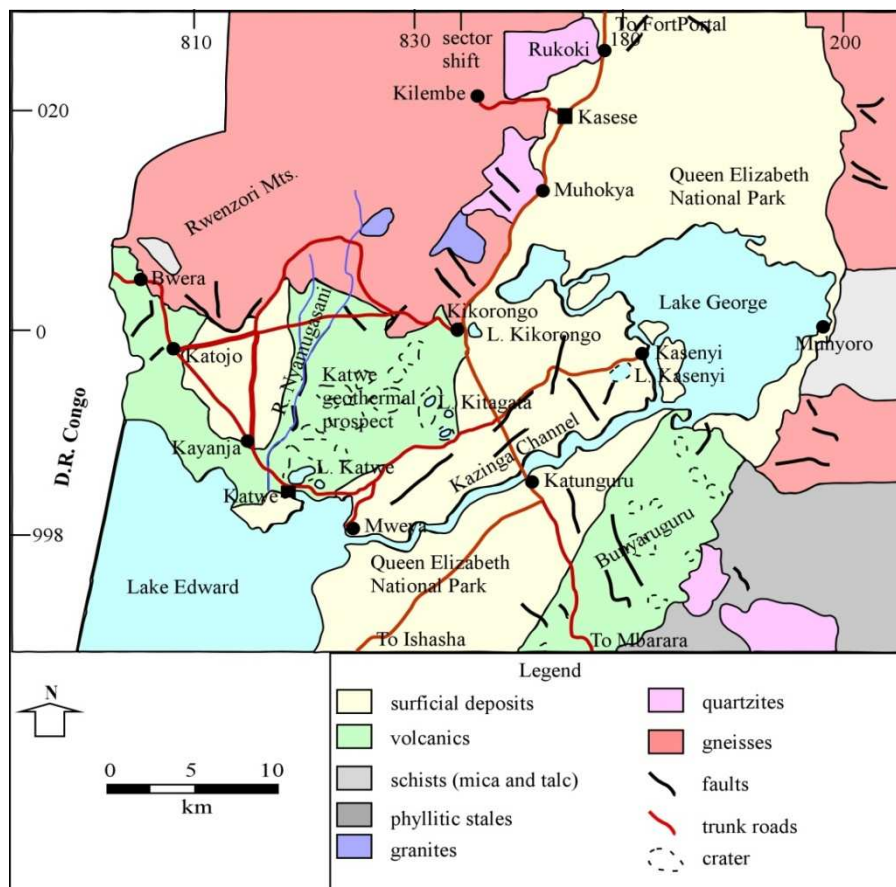 810
830
sector
shift
To FortPortal
180
200
Rukoki
Kilembe
020
Kasese
Queen Elizabeth
National Park
Muhokya
Rwenzori Mts.
Bwera
R. Nyamugasani
Kikorongo
L. Kikorongo
Lake George
0
Munyoro
Katojo
Kasenyi
L. Kasenyi
Katwe
geothermal
prospect
L. Kitagata
D.R. Congo
Kayanja
L. Katwe
Kazinga Channel
Katwe
Katunguru
998
Mweya
Bunyaruguru
Queen Elizabeth
National Park
Lake Edward
To Ishasha
To Mbarara
Legend
N
surficial deposits
quartzites
volcanics
gneisses
0 5 10
km
schists (mica and talc)
faults
phyllitic stales
trunk roads
granites
crater